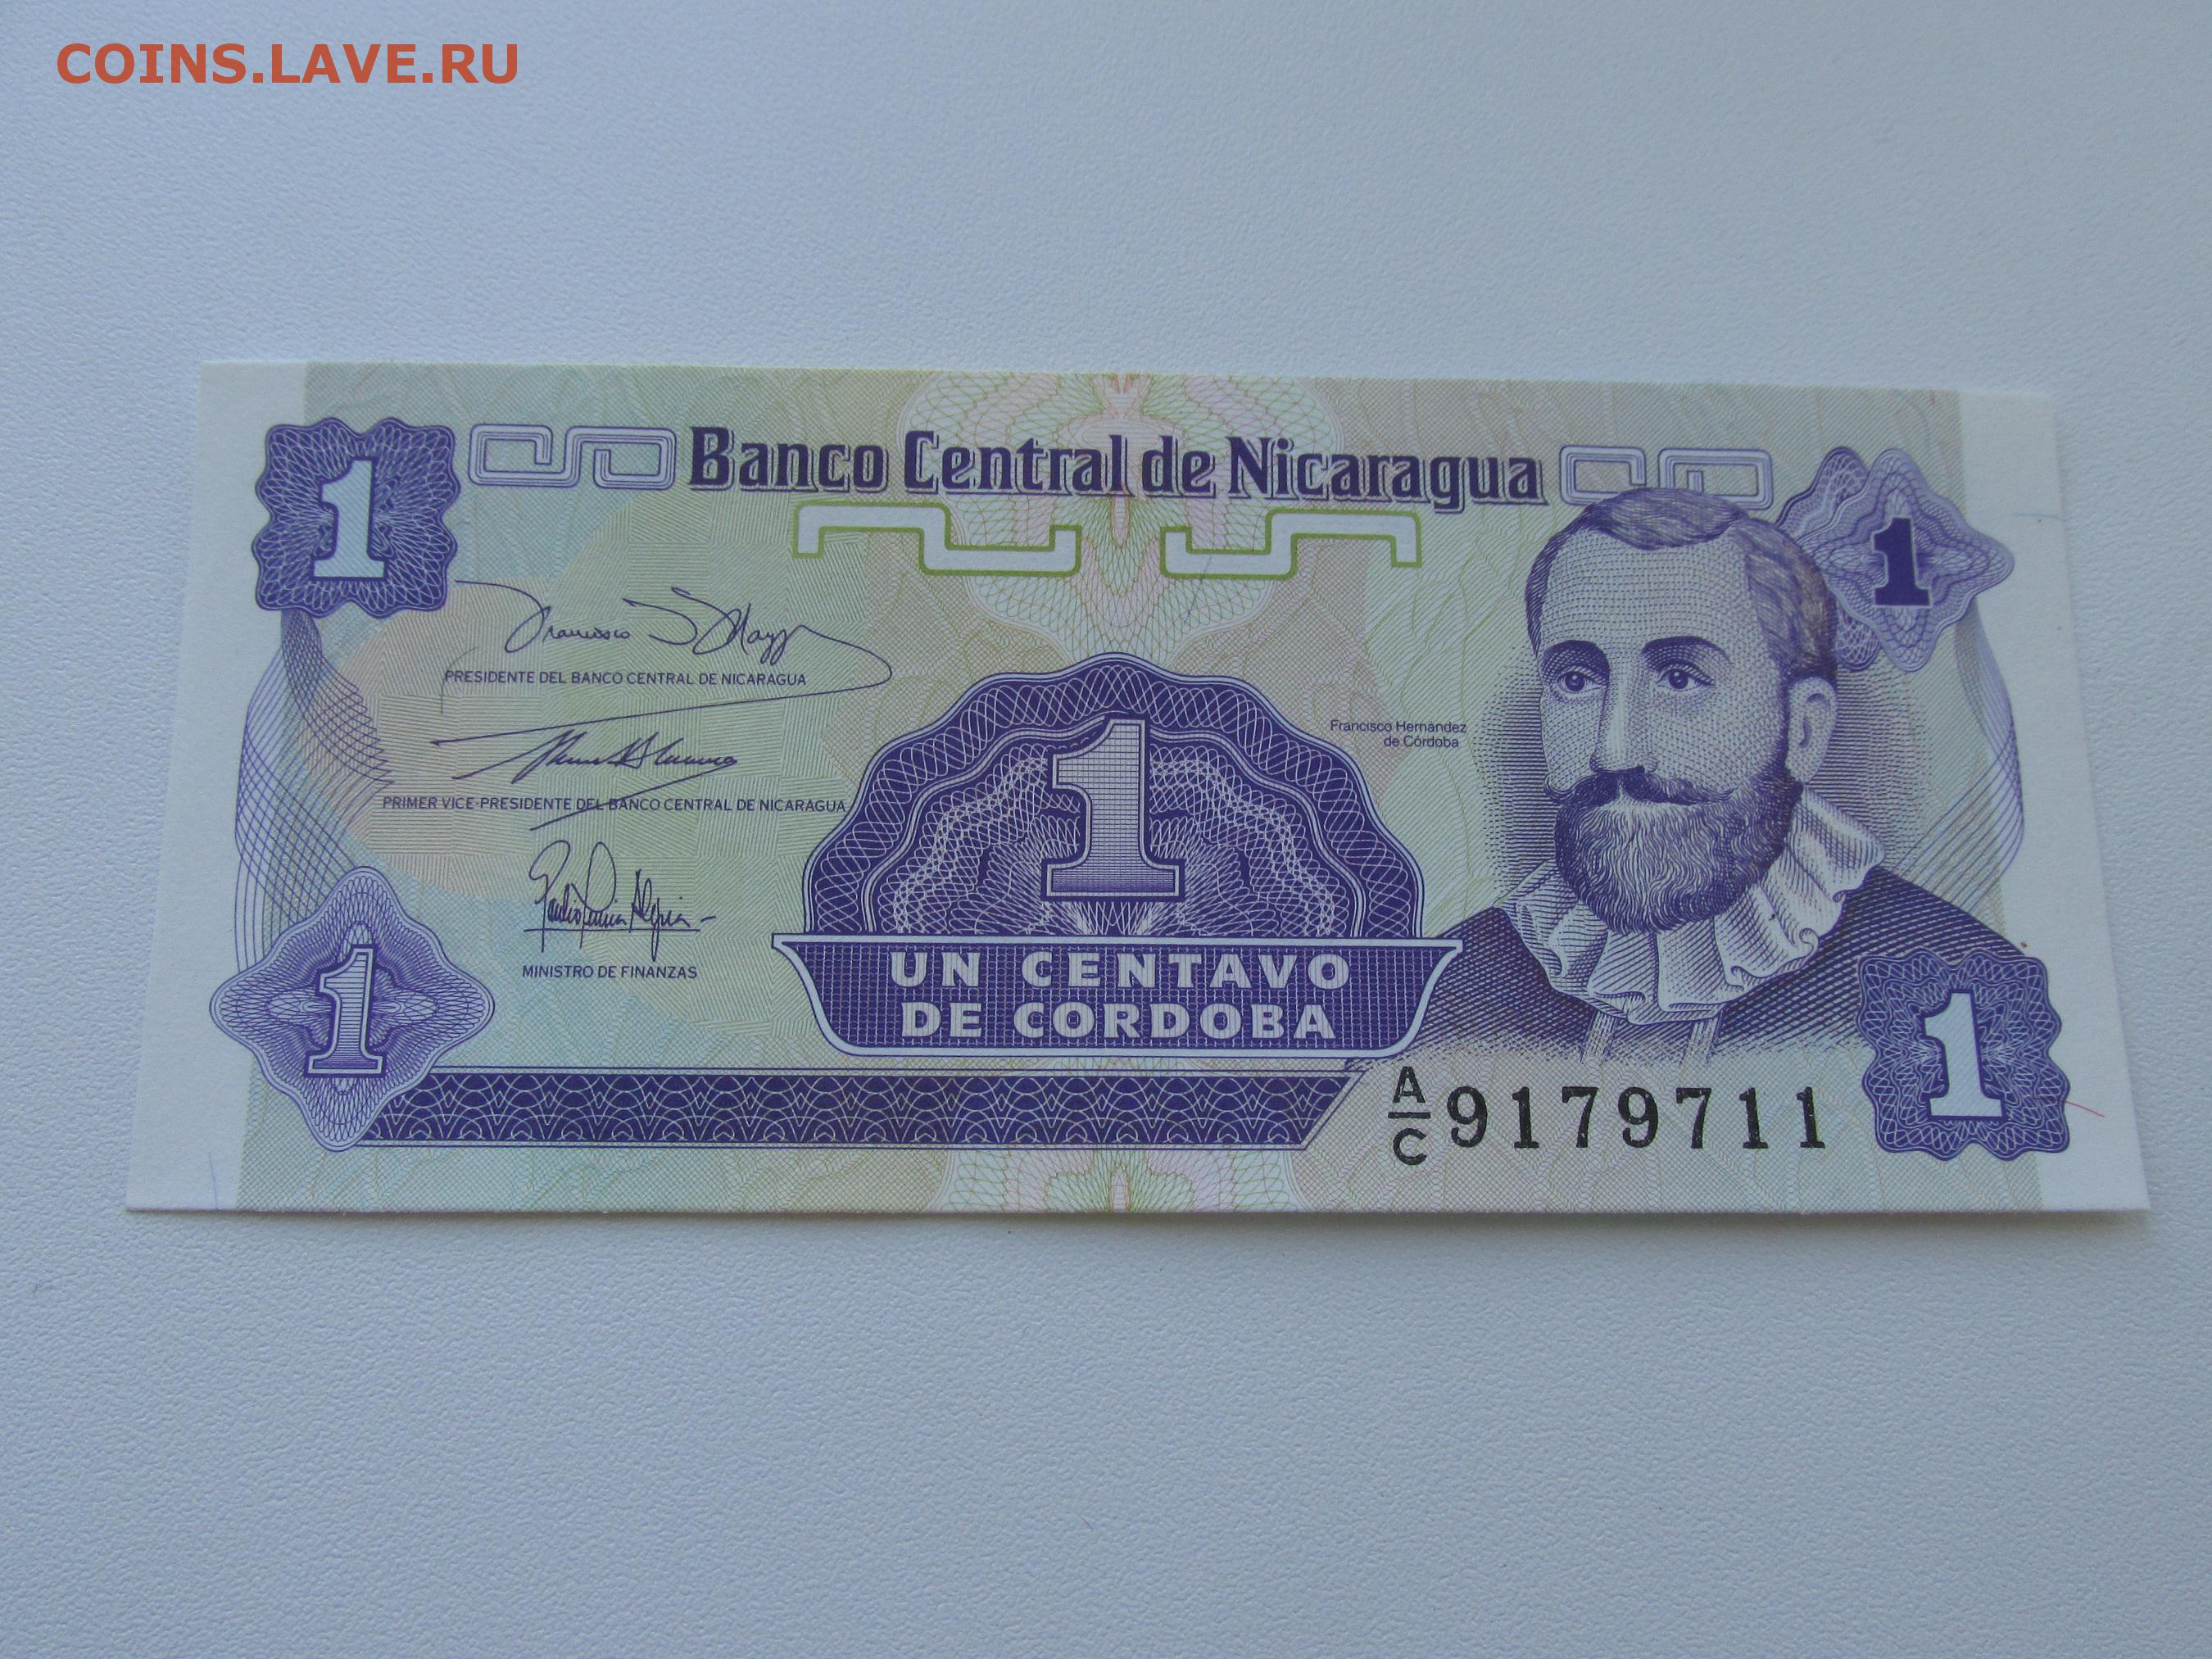 COINS.LAVE.RU
1 Banco Central de Nicaragua 1
PRESIDENTE DEL BANCO CENTRAL DE NICARAGUA
Francisco Hernández
de Córdoba
1
PRIMER VICE-PRESIDENTE DEL BANCO CENTRAL DE NICARAGUA
MINISTRO DE FINANZAS
UN CENTAVO
DE CORDOBA
1
1
A/C 9179711